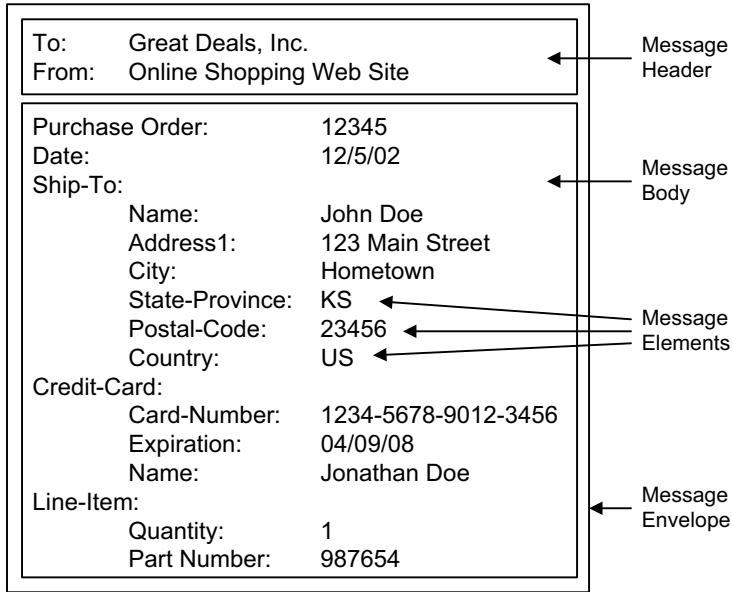 To: Great Deals, Inc.
From: Online Shopping Web Site
Message
Header
Purchase Order: 12345
Date: 12/5/02
Ship-To:
Name: John Doe
Address1: 123 Main Street
City: Hometown
State-Province: KS
Postal-Code: 23456
Country: US
Credit-Card:
Card-Number: 1234-5678-9012-3456
Expiration: 04/09/08
Name: Jonathan Doe
Line-Item:
Quantity: 1
Part Number: 987654
Message
Body
Message
Elements
Message
Envelope